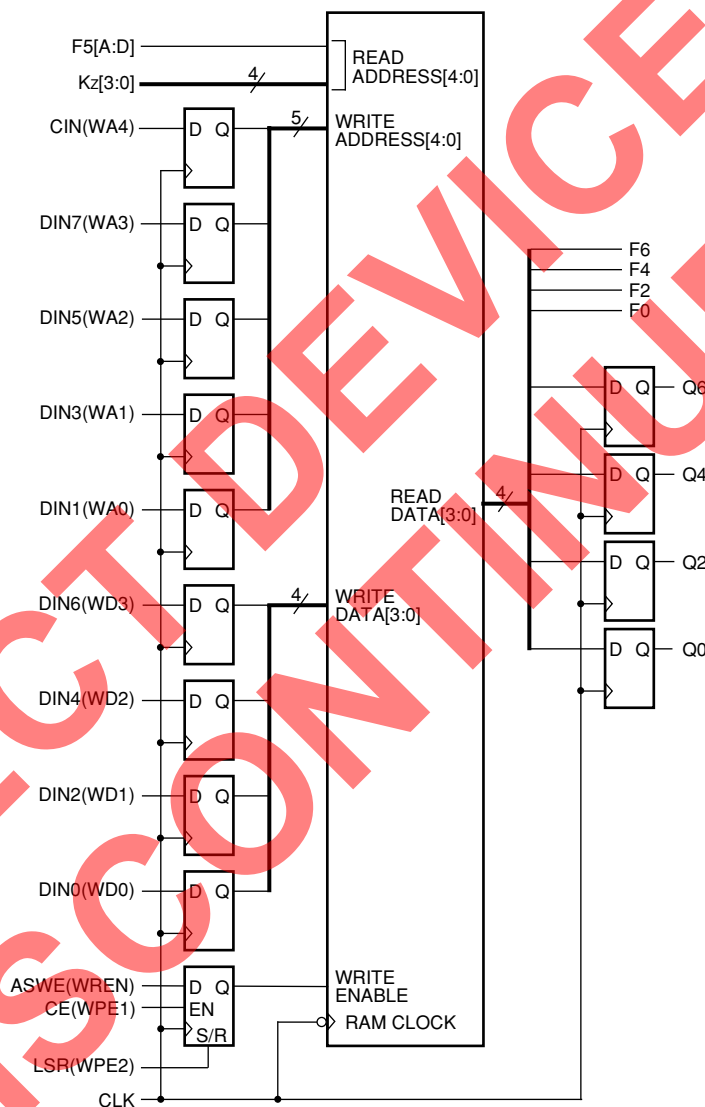 F5[A:D]
Kz[3:0]
4
READ
ADDRESS[4:0]
CIN(WA4)
D Q
5
WRITE
ADDRESS[4:0]
DIN7(WA3)
D Q
DIN5(WA2)
D Q
DIN3(WA1)
D Q
DIN1(WA0)
D Q
F6
F4
F2
F0
D Q
Q6
D Q
Q4
READ
DATA[3:0]
4
D Q
Q2
D Q
Q0
DIN6(WD3)
D Q
4
WRITE
DATA[3:0]
DIN4(WD2)
D Q
DIN2(WD1)
D Q
DIN0(WD0)
D Q
ASWE(WREN)
CE(WPE1)
D Q
EN
S/R
WRITE
ENABLE
RAM CLOCK
LSR(WPE2)
CLK
CT DEVICE
SCONTINU